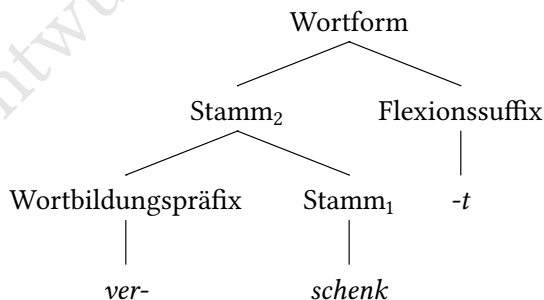 Wortform
Stamm₂ Flexionssuffix
Wortbildungspräfix Stamm₁ -t
ver- schenk